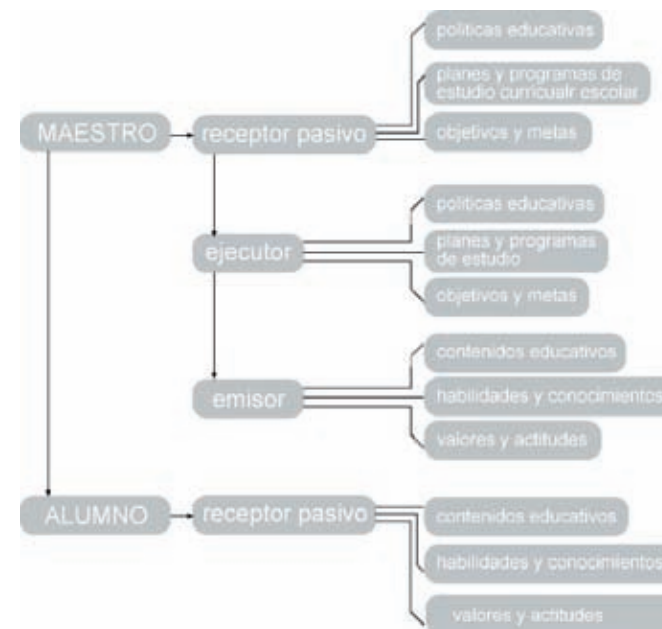 MAESTRO
receptor pasivo
politicas educativas
planes y programas de
estudio curricualr escolar
objetivos y metas
ejecutor
politicas educativas
planes y programas
de estudio
objetivos y metas
emisor
contenidos educativos
habilidades y conocimientos
valores y actitudes
ALUMNO
receptor pasivo
contenidos educativos
habilidades y conocimientos
valores y actitudes